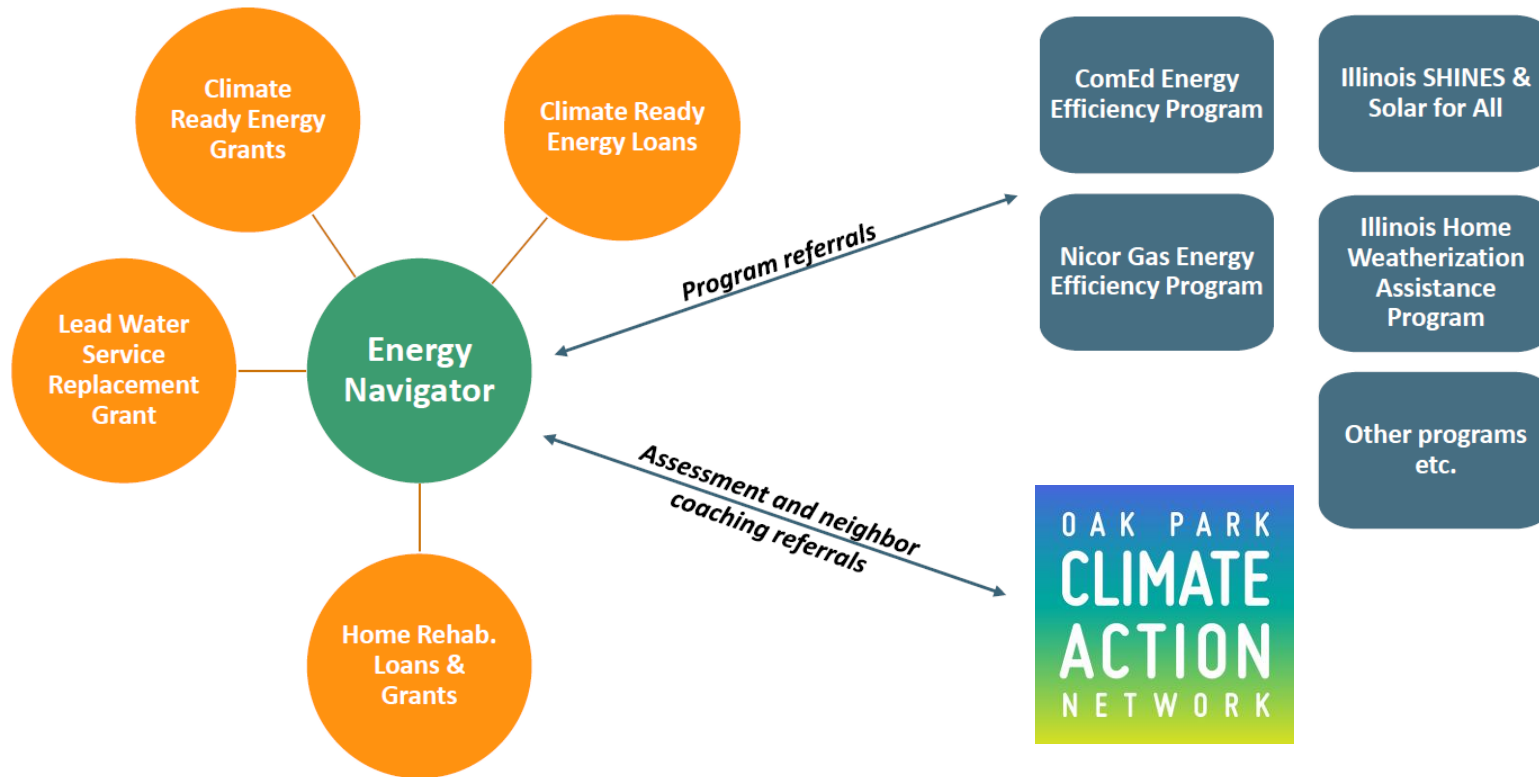 Climate
Ready Energy
Grants
Climate Ready
Energy Loans
Lead Water
Service
Replacement
Grant
Energy
Navigator
Home Rehab.
Loans &
Grants
Program referrals
Assessment and neighbor
coaching referrals
ComEd Energy
Efficiency Program
Illinois SHINES &
Solar for All
Nicor Gas Energy
Efficiency Program
Illinois Home
Weatherization
Assistance
Program
Other programs
etc.
OAK PARK
CLIMATE
ACTION
NETWORK